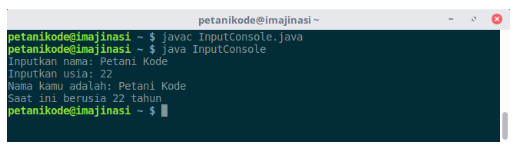 petanikode@imajinasi ~
petanikode@imajinasi ~ $ javac InputConsole.java
petanikode@imajinasi ~ $ java InputConsole
Inputkan nama: Petani Kode
Inputkan usia: 22
Nama kamu adalah: Petani Kode
Saat ini berusia 22 tahun
petanikode@imajinasi ~ $